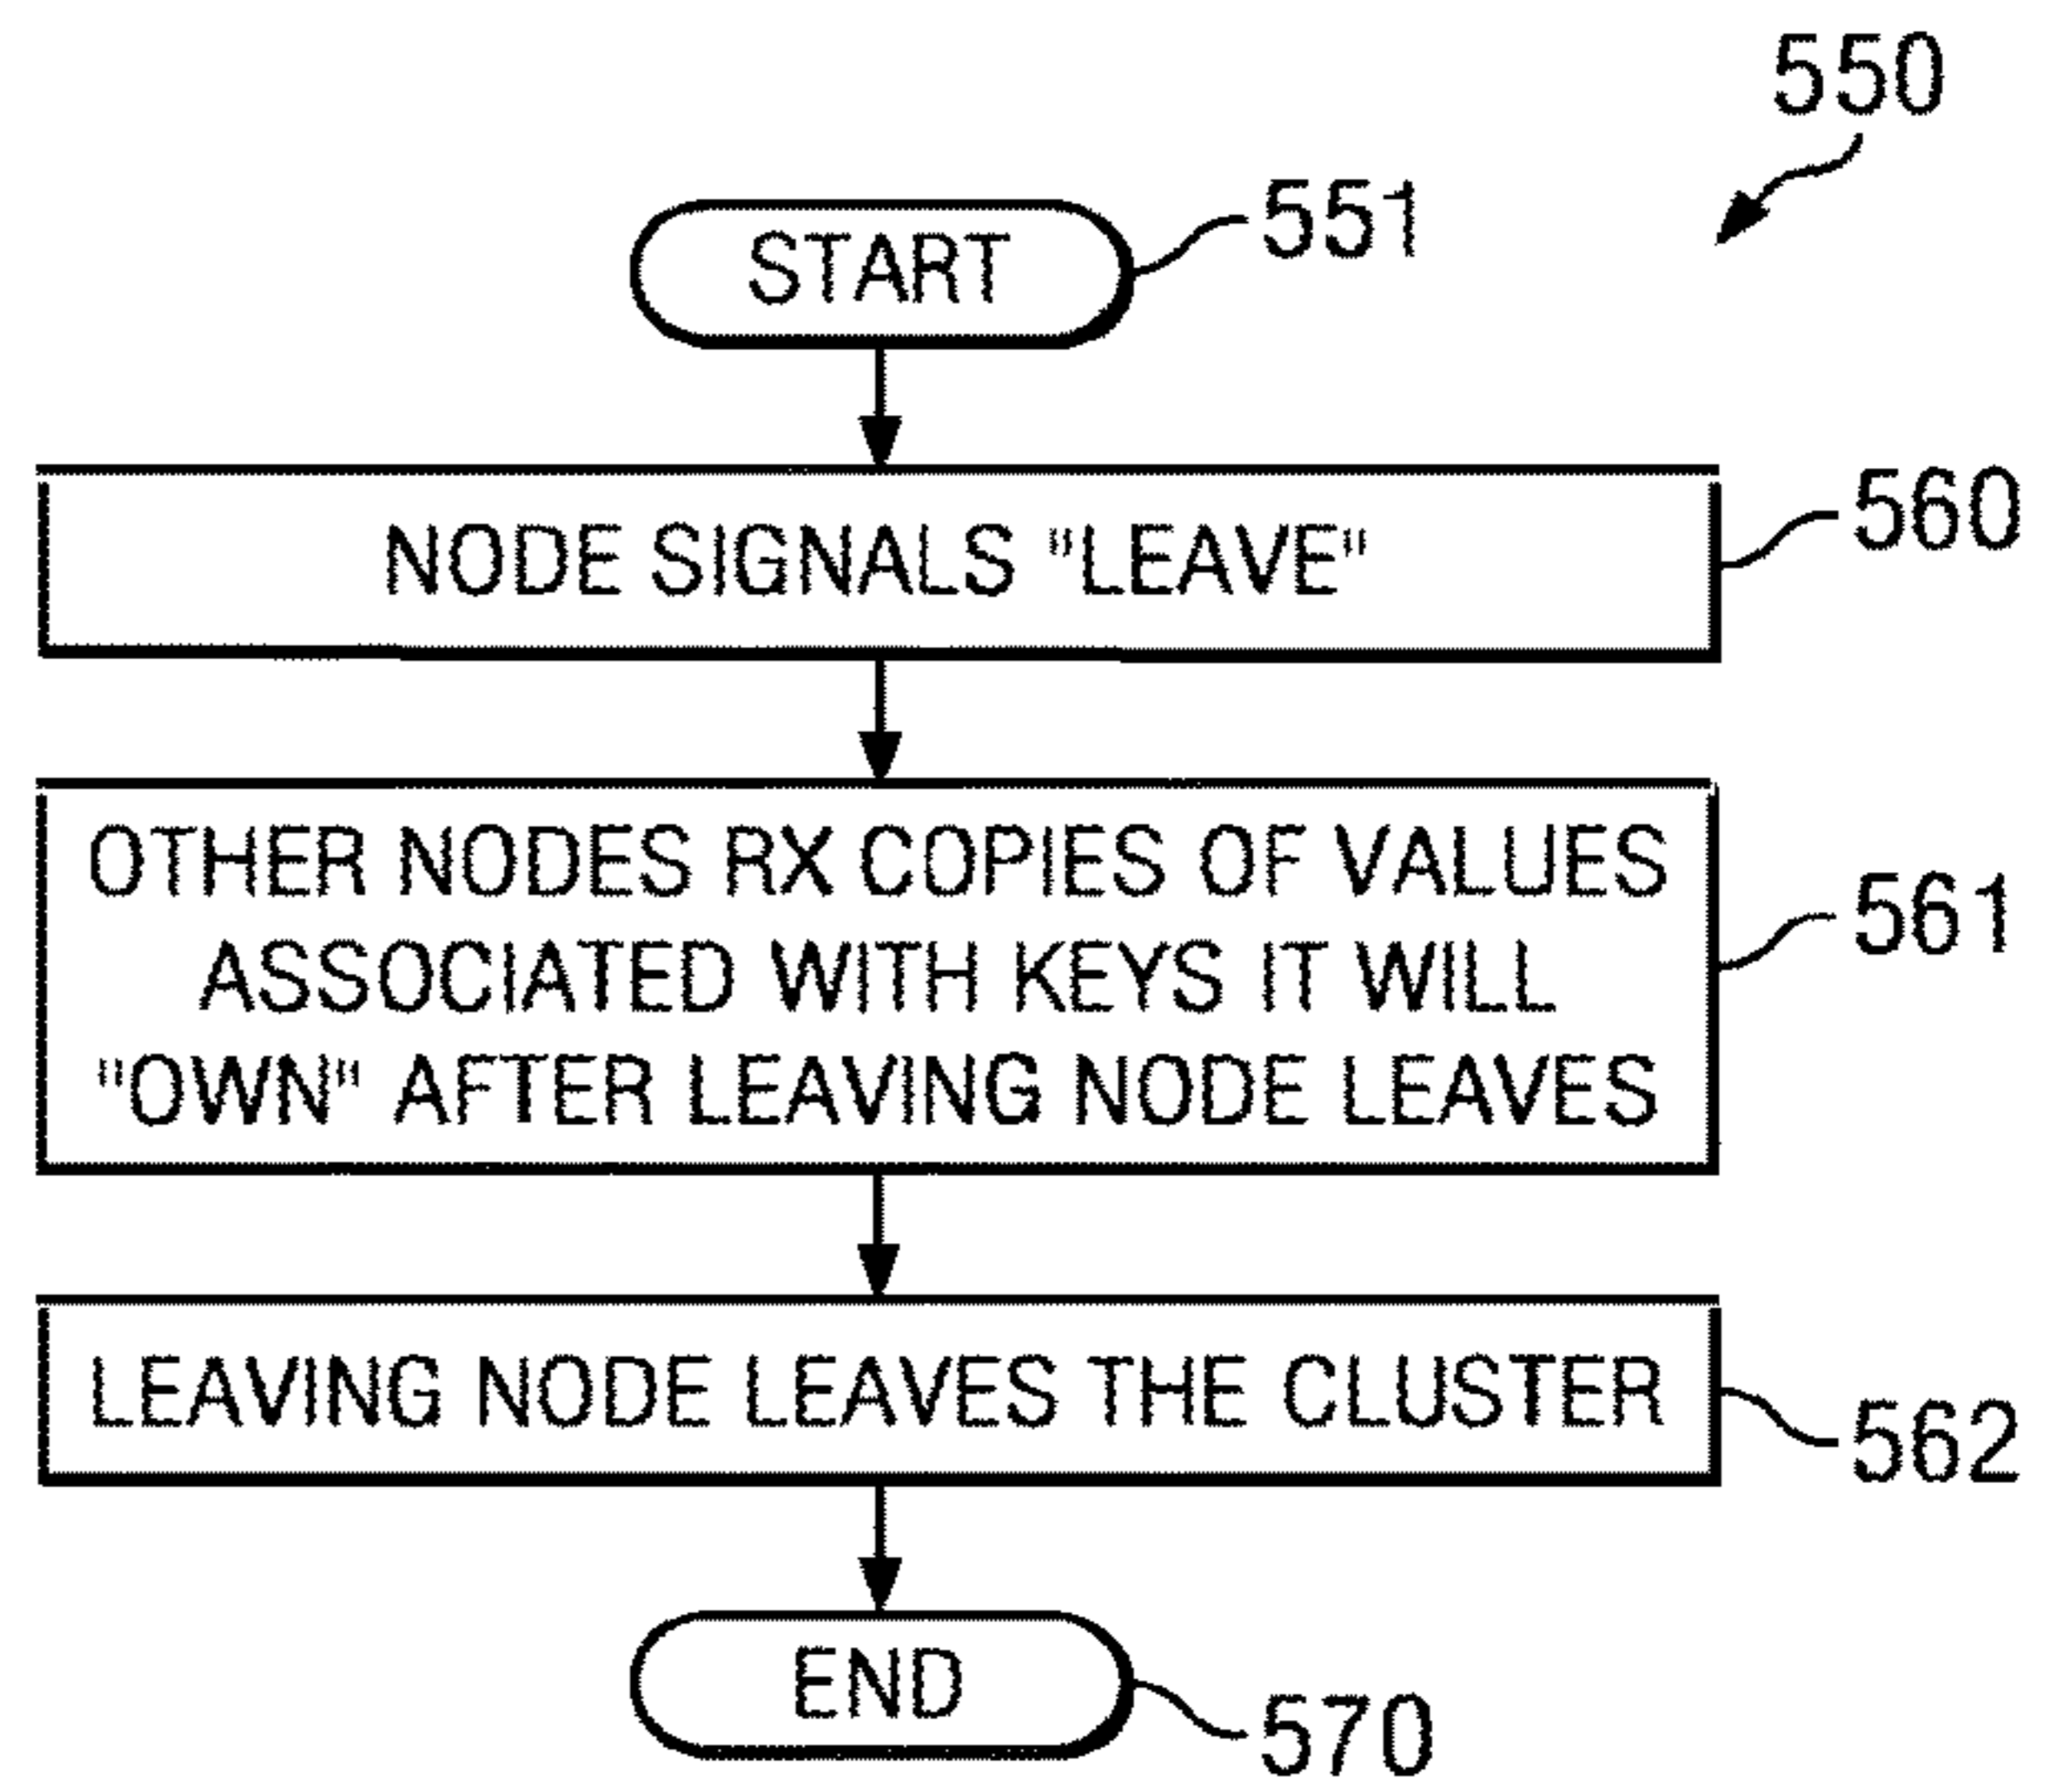 550
START
551
NODE SIGNALS "LEAVE"
560
OTHER NODES RX COPIES OF VALUES
ASSOCIATED WITH KEYS IT WILL
"OWN" AFTER LEAVING NODE LEAVES
561
LEAVING NODE LEAVES THE CLUSTER
562
END
570